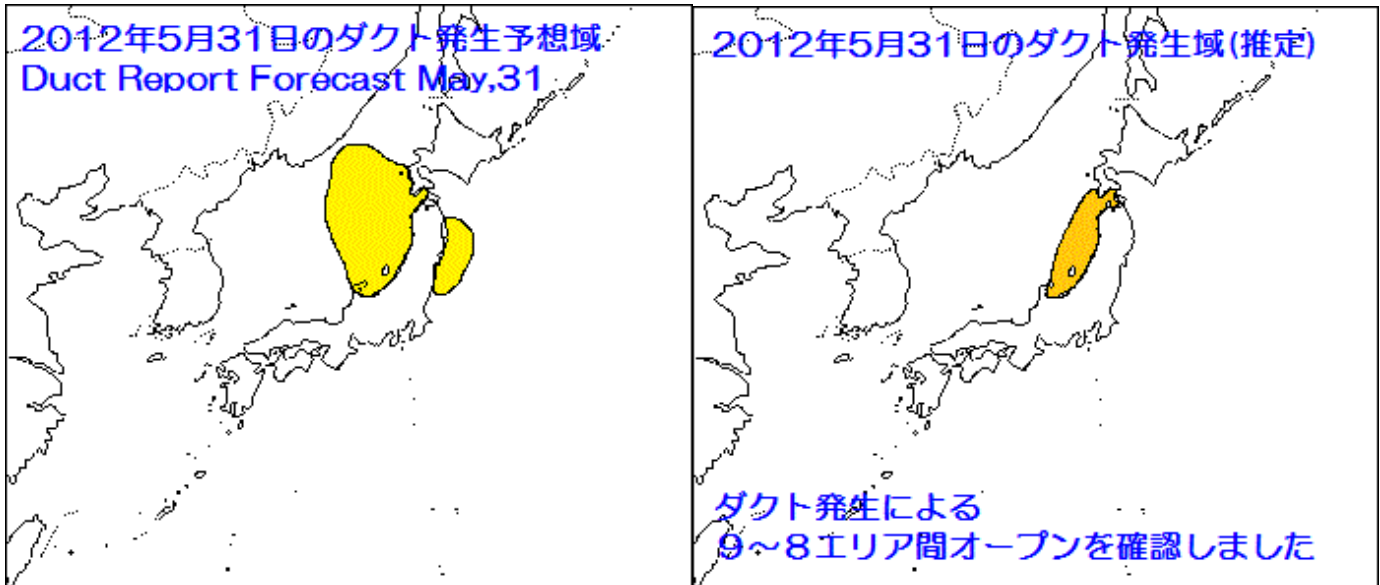 2012年5月31日のダクト発生予想域
Duct Report Forecast May,31
2012年5月31日のダクト発生域(推定)
ダクト発生による
９～８エリア間オープンを確認しました